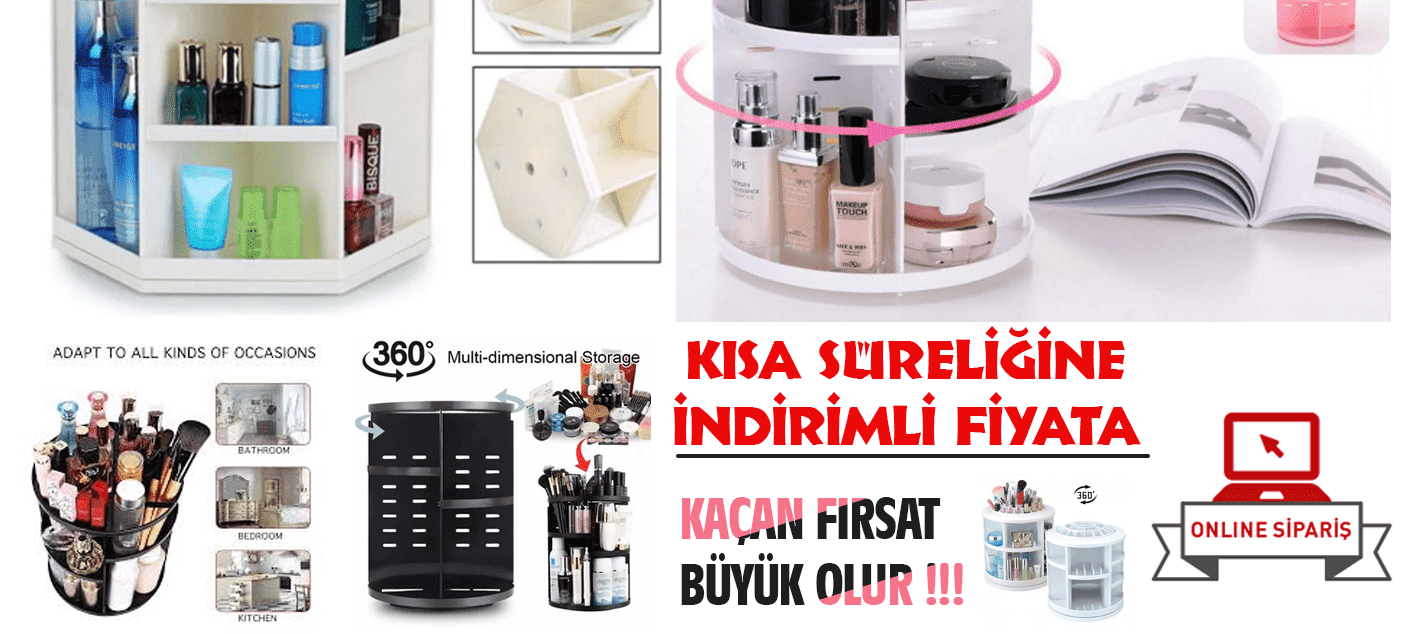 BISQUE
MAKEUP
TOUCH
ADAPT TO ALL KINDS OF OCCASIONS
BATHROOM
BEDROOM
KITCHEN
360°
Multi-dimensional Storage
KISA SÜRELİĞİNE
İNDİRİMLİ FİYATA
KAÇAN FIRSAT
BÜYÜK OLUR !!!
360°
ONLINE SİPARİŞ